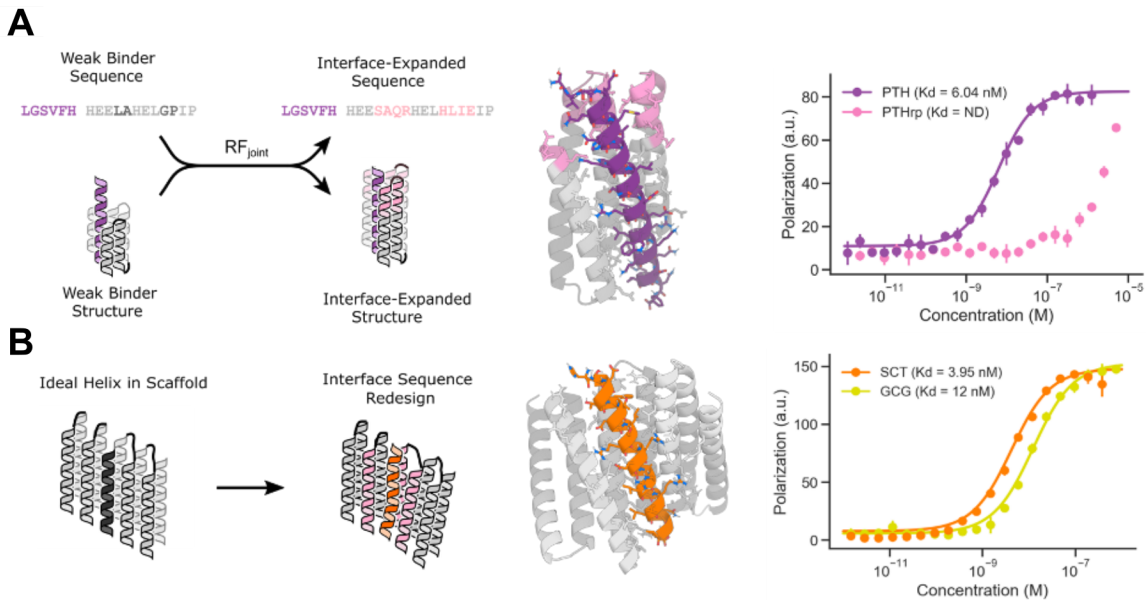 A
Weak Binder
Sequence
LGSVFH HEELAHELGPIP
Weak Binder
Structure
RFjoint
Interface-Expanded
Sequence
LGSVFH HEESAQRHELHLIEIP
Interface-Expanded
Structure
Polarization (a.u.)
80
60
40
20
0
PTH (Kd = 6.04 nM)
PTHrp (Kd = ND)
10−11
10−9
10−7
10−5
Concentration (M)
B
Ideal Helix in Scaffold
Interface Sequence
Redesign
Polarization (a.u.)
150
100
50
0
SCT (Kd = 3.95 nM)
GCG (Kd = 12 nM)
10−11
10−9
10−7
Concentration (M)